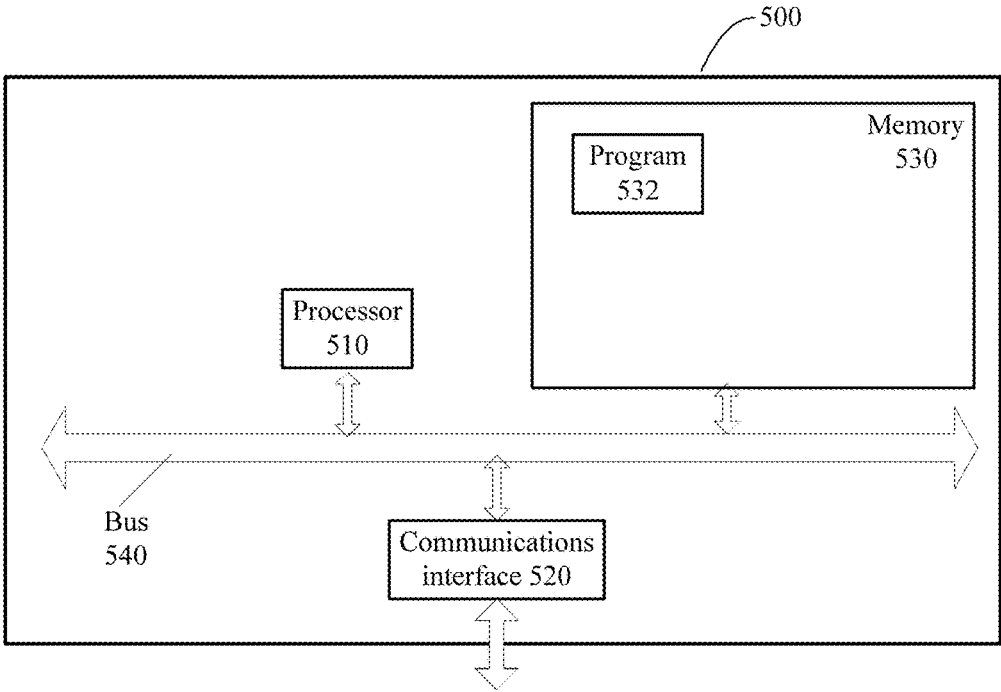 500
Memory
530
Program
532
Processor
510
Bus
540
Communications
interface 520